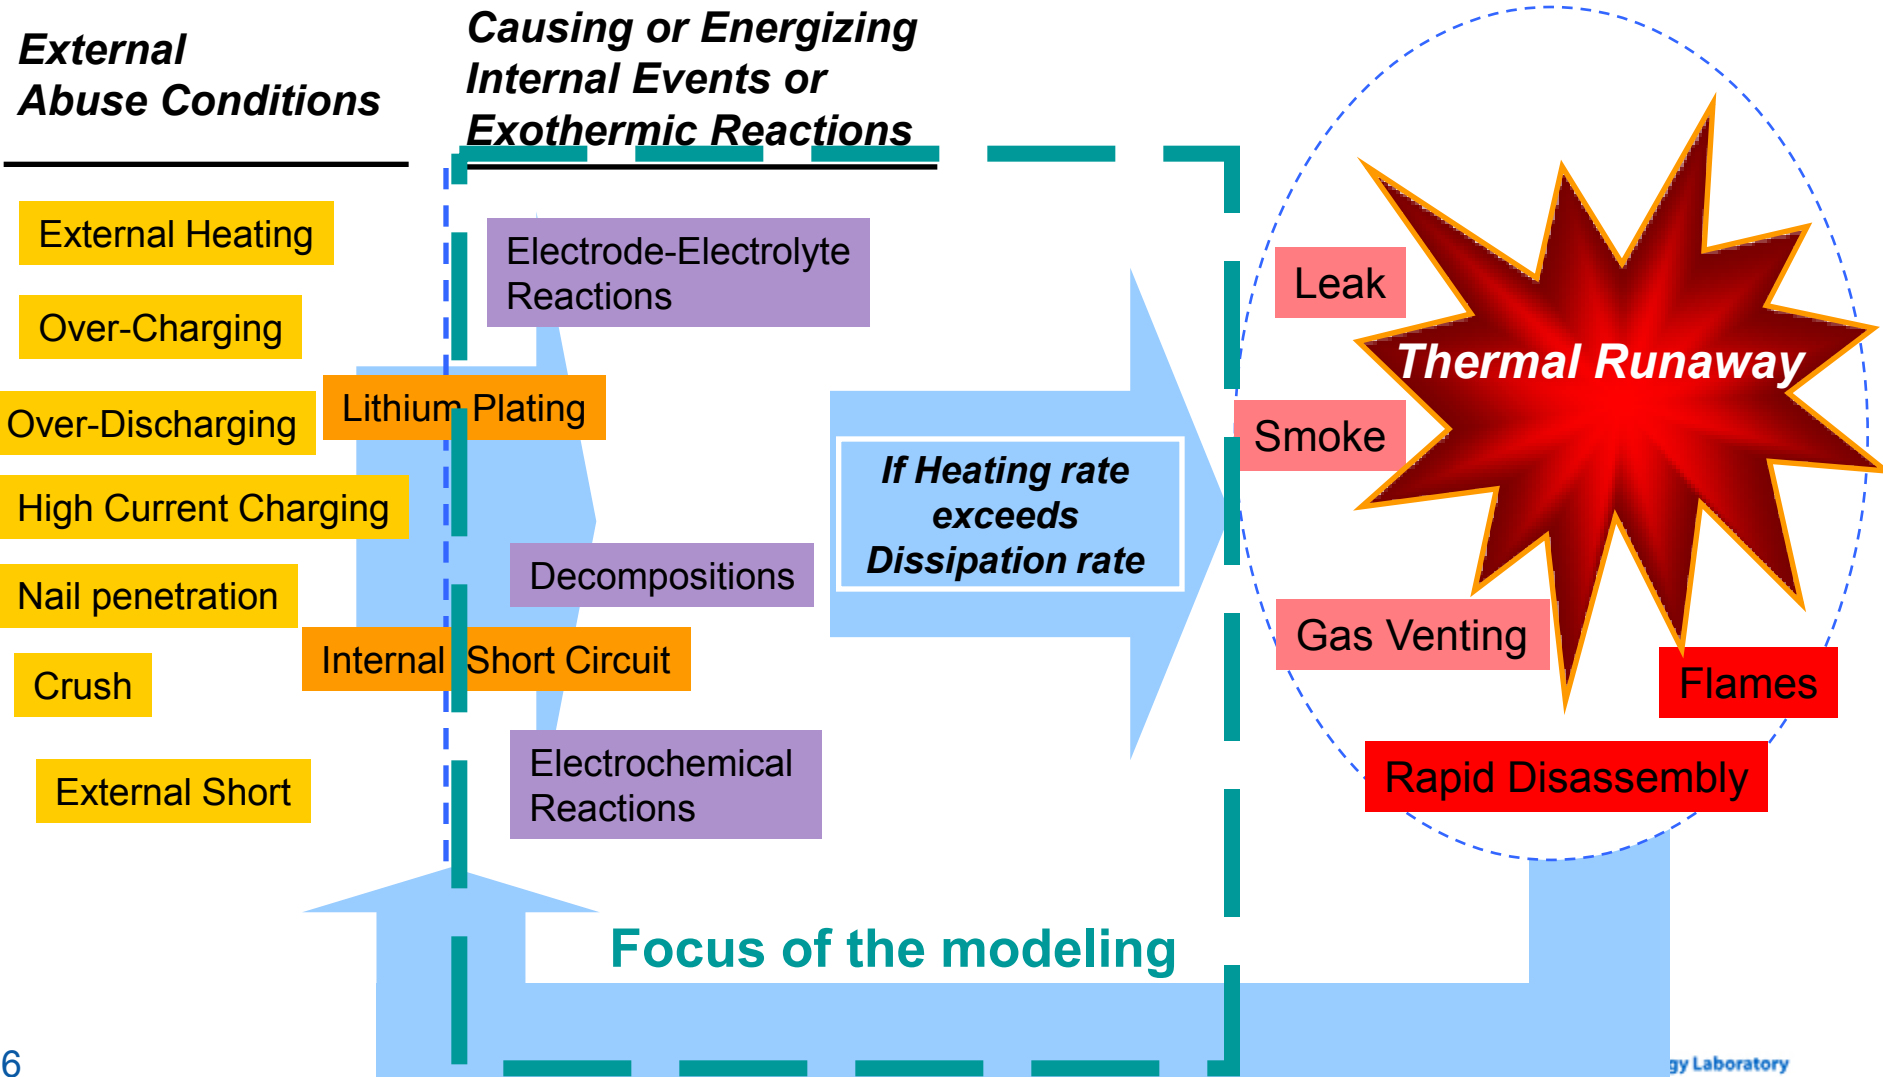 External
Abuse Conditions
Causing or Energizing
Internal Events or
Exothermic Reactions
External Heating
Over-Charging
Over-Discharging
High Current Charging
Nail penetration
Crush
External Short
Lithium Plating
Internal Short Circuit
Electrode-Electrolyte
Reactions
Decompositions
Electrochemical
Reactions
If Heating rate
exceeds
Dissipation rate
Leak
Smoke
Gas Venting
Thermal Runaway
Flames
Rapid Disassembly
Focus of the modeling
6
gy Laboratory